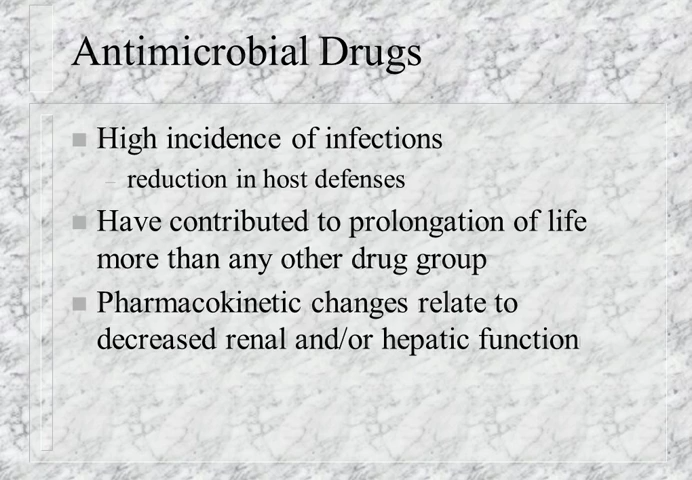 Antimicrobial Drugs
High incidence of infections
– reduction in host defenses
Have contributed to prolongation of life
more than any other drug group
Pharmacokinetic changes relate to
decreased renal and/or hepatic function